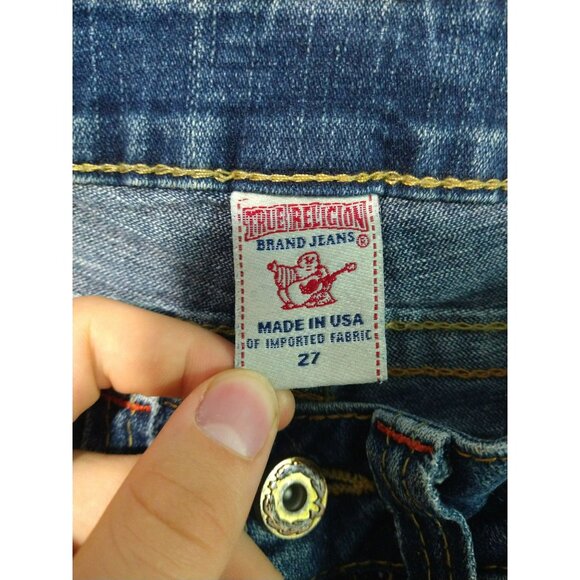 TRUE RELIGION
BRAND JEANS®
MADE IN USA
OF IMPORTED FABRIC
27